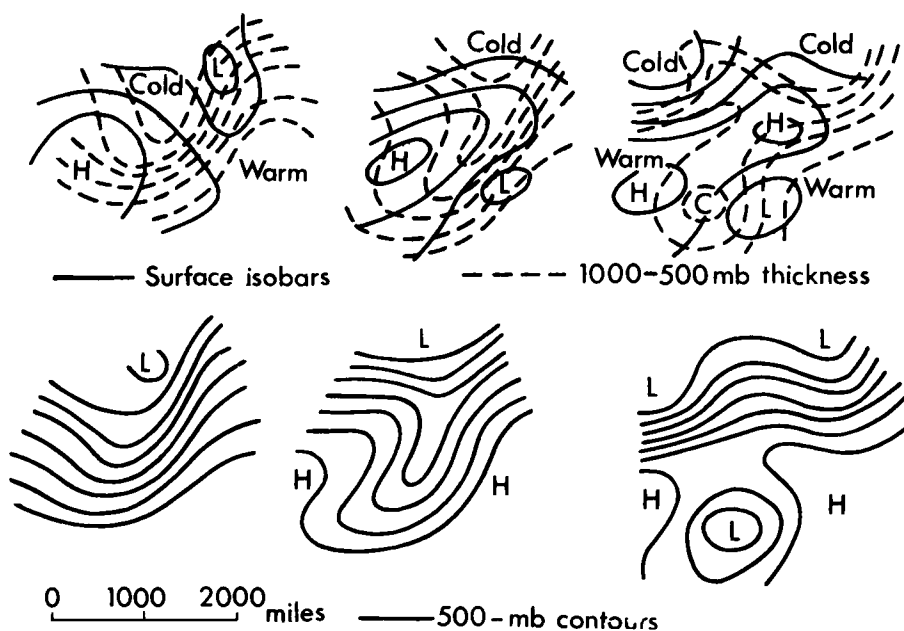 Cold
L
H
Warm
Cold
H
L
Cold
Cold
H
Warm
H
C
L
Warm
Surface isobars
1000-500 mb thickness
L
L
H
H
L
L
H
H
L
0 1000 2000 miles
500-mb contours